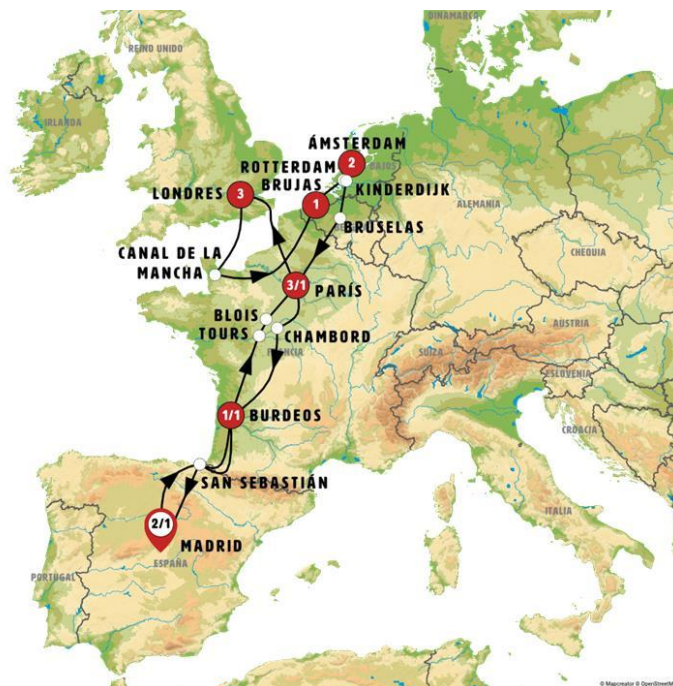 DINAMARCA
REINO UNIDO
IRLANDA
ÁMSTERDAM
2
BAJOS
ROTTERDAM
BRUJAS
KINDERDIJK
LONDRES
3
1
BRUSELAS
ALEMANIA
CANAL DE LA
MANCHA
CHEQUIA
3/1
PARÍS
BLOIS
TOURS
CHAMBORD
FRANCIA
AUSTRIA
SUIZA
ESLOVENIA
CROACIA
1/1
BURDEOS
SAN SEBASTIÁN
ITALIA
2/1
MADRID
ESPAÑA
PORTUGAL